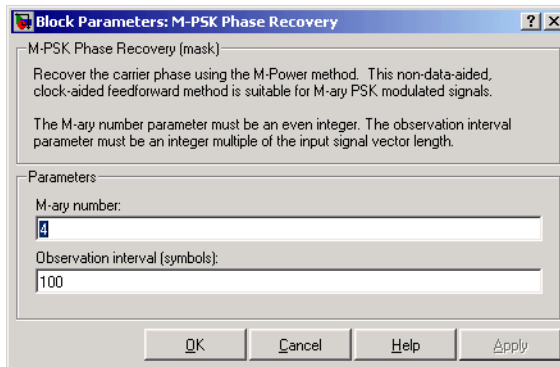 Block Parameters: M-PSK Phase Recovery
M-PSK Phase Recovery (mask)
Recover the carrier phase using the M-Power method. This non-data-aided,
clock-aided feedforward method is suitable for M-ary PSK modulated signals.
The M-ary number parameter must be an even integer. The observation interval
parameter must be an integer multiple of the input signal vector length.
Parameters
M-ary number:
4
Observation interval (symbols):
100
OK Cancel Help Apply